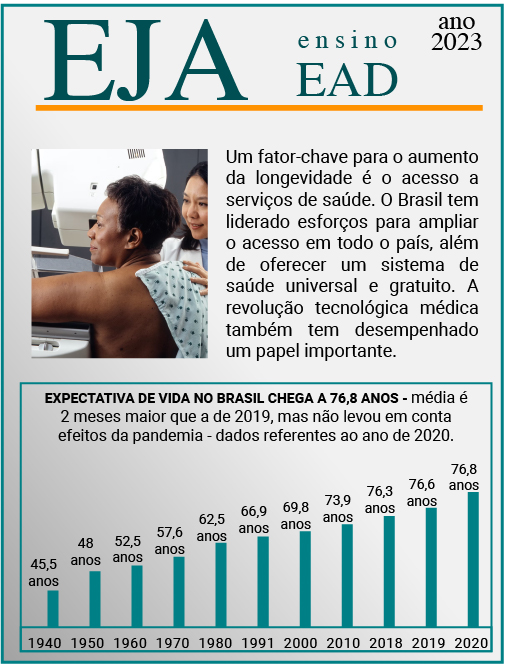 EJA
ensino
EAD
ano
2023
Um fator-chave para o aumento
da longevidade é o acesso a
serviços de saúde. O Brasil tem
liderado esforços para ampliar
o acesso em todo o país, além
de oferecer um sistema de
saúde universal e gratuito. A
revolução tecnológica médica
também tem desempenhado
um papel importante.
EXPECTATIVA DE VIDA NO BRASIL CHEGA A 76,8 ANOS - média é
2 meses maior que a de 2019, mas não levou em conta
efeitos da pandemia - dados referentes ao ano de 2020.
45,5
anos
48
anos
52,5
anos
57,6
anos
62,5
anos
66,9
anos
69,8
anos
73,9
anos
76,3
anos
76,6
anos
76,8
anos
1940 1950 1960 1970 1980 1991 2000 2010 2018 2019 2020